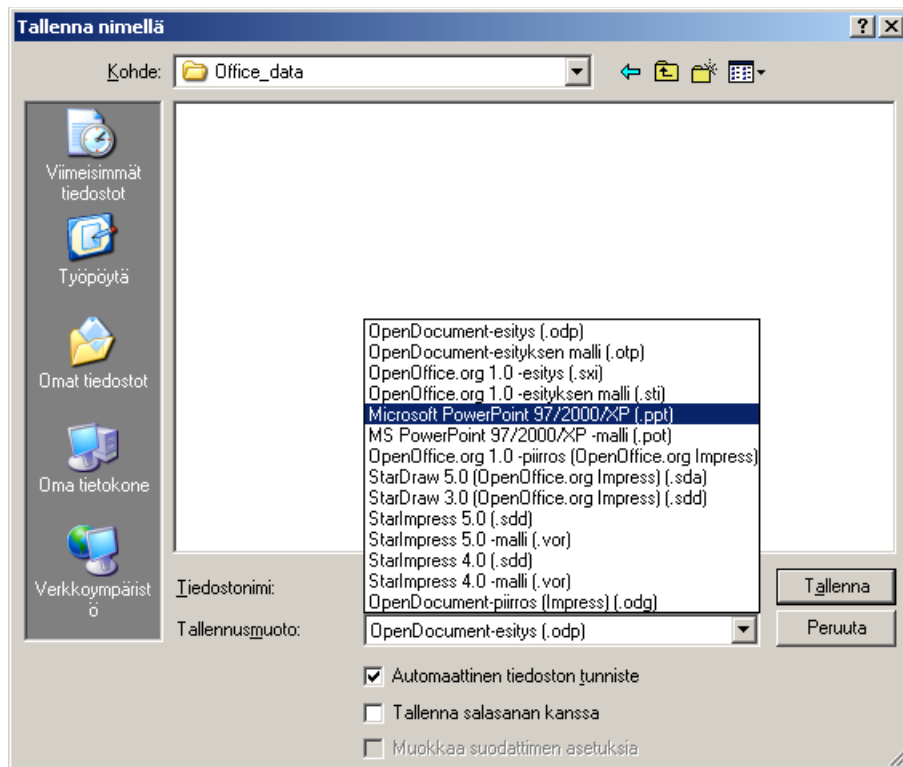 Tallenna nimellä
Kohde:
Office_data
Viimeisimmät
tiedostot
Työpöytä
Omat tiedostot
Oma tietokone
Verkkoympärist
ö
OpenDocument-esitys (.odp)
OpenDocument-esityksen malli (.otp)
OpenOffice.org 1.0 -esitys (.sxi)
OpenOffice.org 1.0 -esityksen malli (.sti)
Microsoft PowerPoint 97/2000/XP (.ppt)
MS PowerPoint 97/2000/XP -malli (.pot)
OpenOffice.org 1.0 -piirros (OpenOffice.org Impress)
StarDraw 5.0 (OpenOffice.org Impress) (.sda)
StarDraw 3.0 (OpenOffice.org Impress) (.sdd)
StarImpress 5.0 (.sdd)
StarImpress 5.0 -malli (.vor)
StarImpress 4.0 (.sdd)
StarImpress 4.0 -malli (.vor)
OpenDocument-piirros (Impress) (.odg)
Tiedostonimi:
Tallenna
Tallennusmuoto:
OpenDocument-esitys (.odp)
Peruuta
Automaattinen tiedoston tunniste
Tallenna salasanan kanssa
Muokkaa suodattimen asetuksia